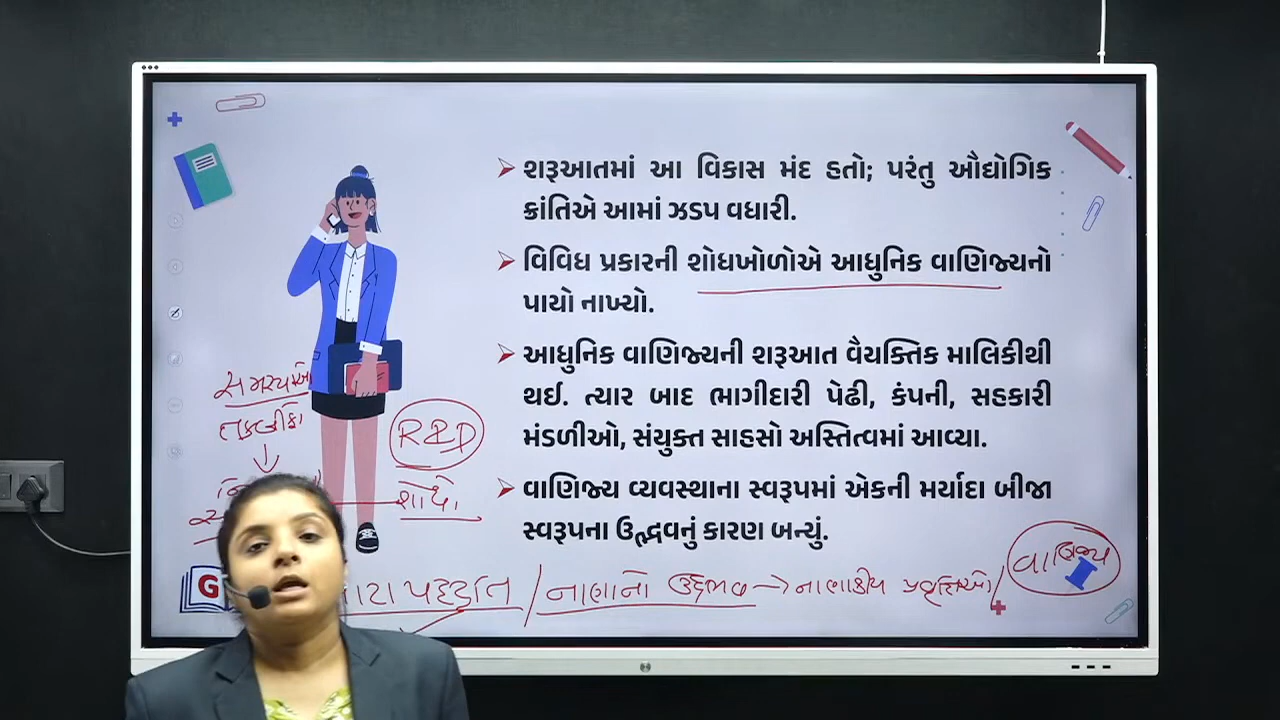 શરૂઆતમાં આ વિકાસ મંદ હતો; પરંતુ ઔદ્યોગિક
ક્રાંતિએ આમાં ઝડપ વધારી.
વિવિધ પ્રકારની શોધખોળોએ આધુનિક વાણિજ્યનો
પાયો નાખ્યો.
આધુનિક વાણિજ્યની શરૂઆત વૈયક્તિક માલિકીથી
થઈ. ત્યાર બાદ ભાગીદારી પેઢી, કંપની, સહકારી
મંડળીઓ, સંયુક્ત સાહસો અસ્તિત્વમાં આવ્યા.
વાણિજ્ય વ્યવસ્થાના સ્વરૂપમાં એકની મર્યાદા બીજા
સ્વરૂપના ઉદ્ભવનું કારણ બન્યું.
R&D
G
નાણાનો ઉદ્દભવ → નાણાકીય પ્રવૃત્તિઓ / વાણિજ્ય